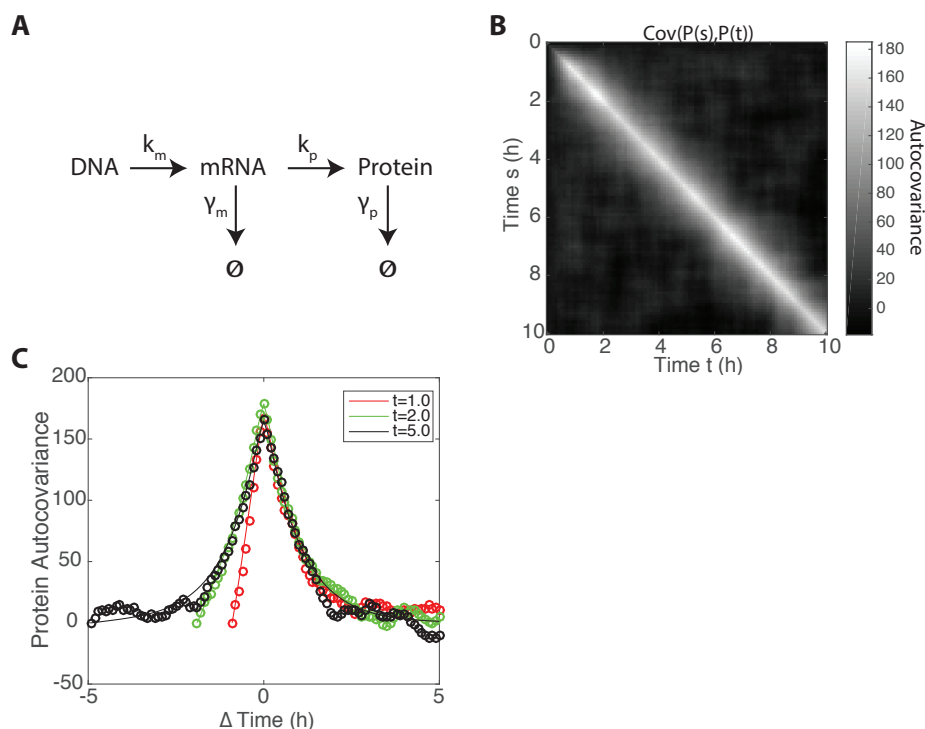 A
DNA
k_m
mRNA
k_p
Protein
γ_m
γ_p
Ø
Ø
B
Cov(P(s),P(t))
0
2
4
6
8
10
Time s (h)
0
2
4
6
8
10
Time t (h)
180
160
140
120
100
80
60
40
20
0
Autocovariance
C
200
150
100
50
0
-50
Protein Autocovariance
t=1.0
t=2.0
t=5.0
-5
0
5
Δ Time (h)